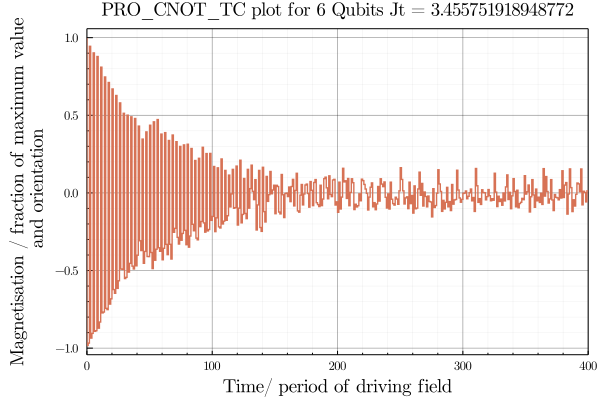 PRO_CNOT_TC plot for 6 Qubits Jt = 3.455751918948772
Magnetisation / fraction of maximum value
and orientation
1.0
0.5
0.0
−0.5
−1.0
0 100 200 300 400
Time/ period of driving field